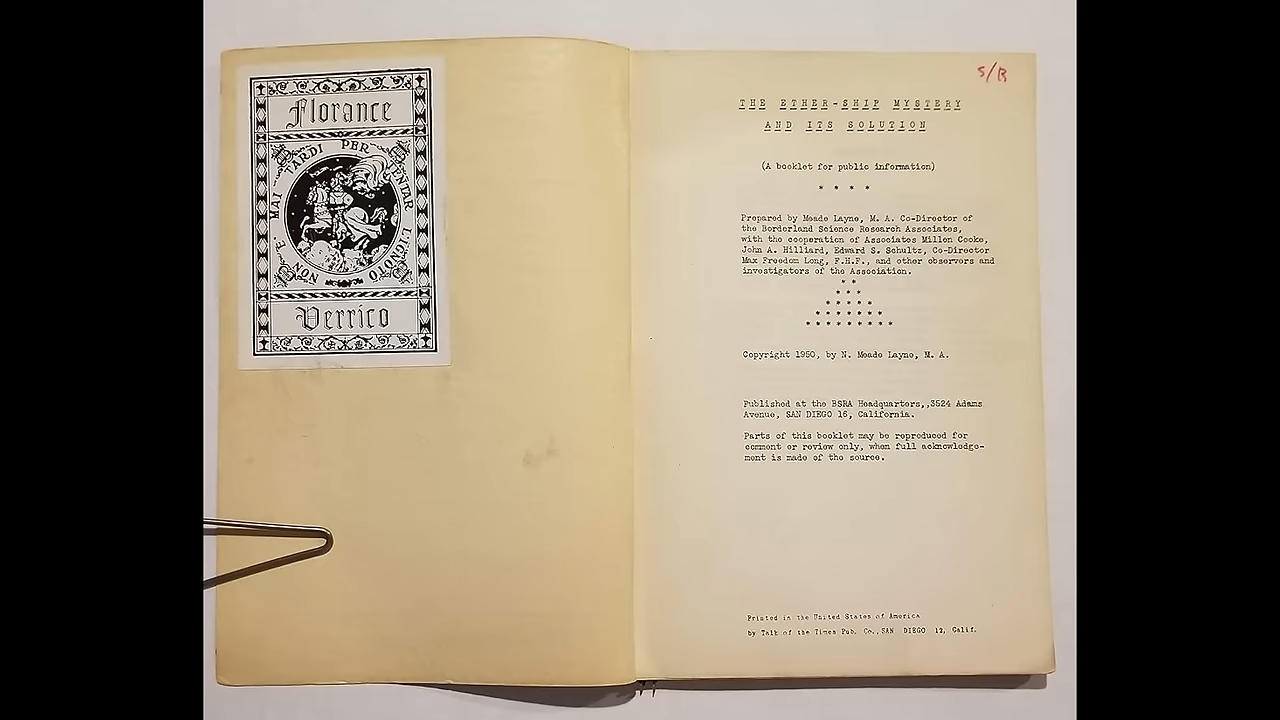 Florance
NON E MAI TARDI PER TENTAR L'IGNOTO
Verrico
S/B
THE ETHER-SHIP MYSTERY
AND ITS SOLUTION
(A booklet for public information)
* * * *
Prepared by Meade Layne, M. A. Co-Director of
the Borderland Science Research Associates,
with the cooperation of Associates Millen Cooke,
John A. Hilliard, Edward S. Schultz, Co-Director
Max Freedom Long, F.H.F., and other observers and
investigators of the Association.
* *
* * *
* * * * *
* * * * * * *
* * * * * * * * *
Copyright 1950, by N. Meade Layne, M. A.
Published at the BSRA Headquarters,,3524 Adams
Avenue, SAN DIEGO 16, California.
Parts of this booklet may be reproduced for
comment or review only, when full acknowledge-
ment is made of the source.
Printed in the United States of America
by Talk of the Times Pub. Co., SAN DIEGO 12, Calif.